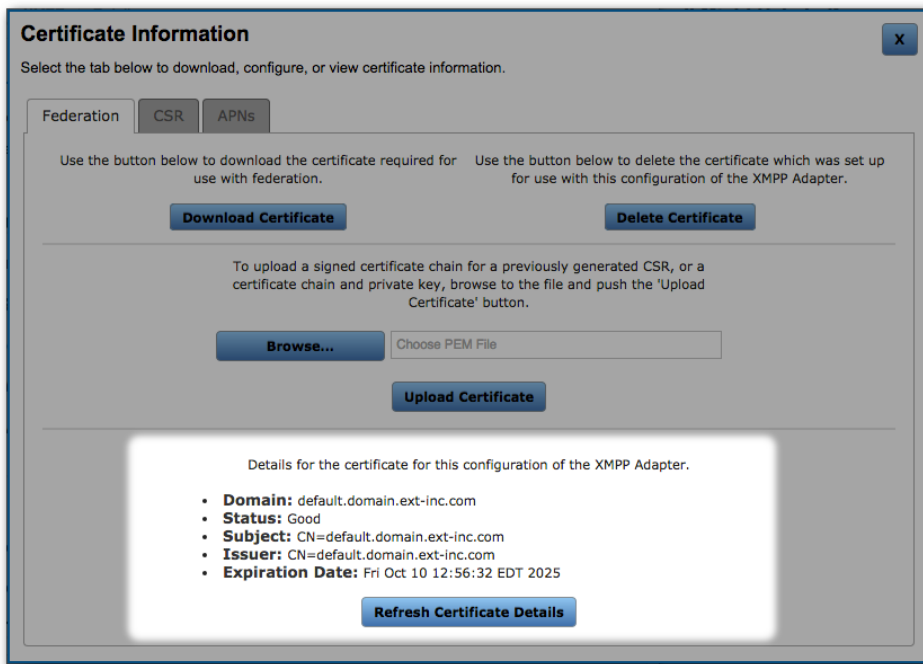 Certificate Information
X
Select the tab below to download, configure, or view certificate information.
Federation
CSR
APNs
Use the button below to download the certificate required for
use with federation.
Download Certificate
Use the button below to delete the certificate which was set up
for use with this configuration of the XMPP Adapter.
Delete Certificate
To upload a signed certificate chain for a previously generated CSR, or a
certificate chain and private key, browse to the file and push the 'Upload
Certificate' button.
Browse...
Choose PEM File
Upload Certificate
Details for the certificate for this configuration of the XMPP Adapter.
• Domain: default.domain.ext-inc.com
• Status: Good
• Subject: CN=default.domain.ext-inc.com
• Issuer: CN=default.domain.ext-inc.com
• Expiration Date: Fri Oct 10 12:56:32 EDT 2025
Refresh Certificate Details